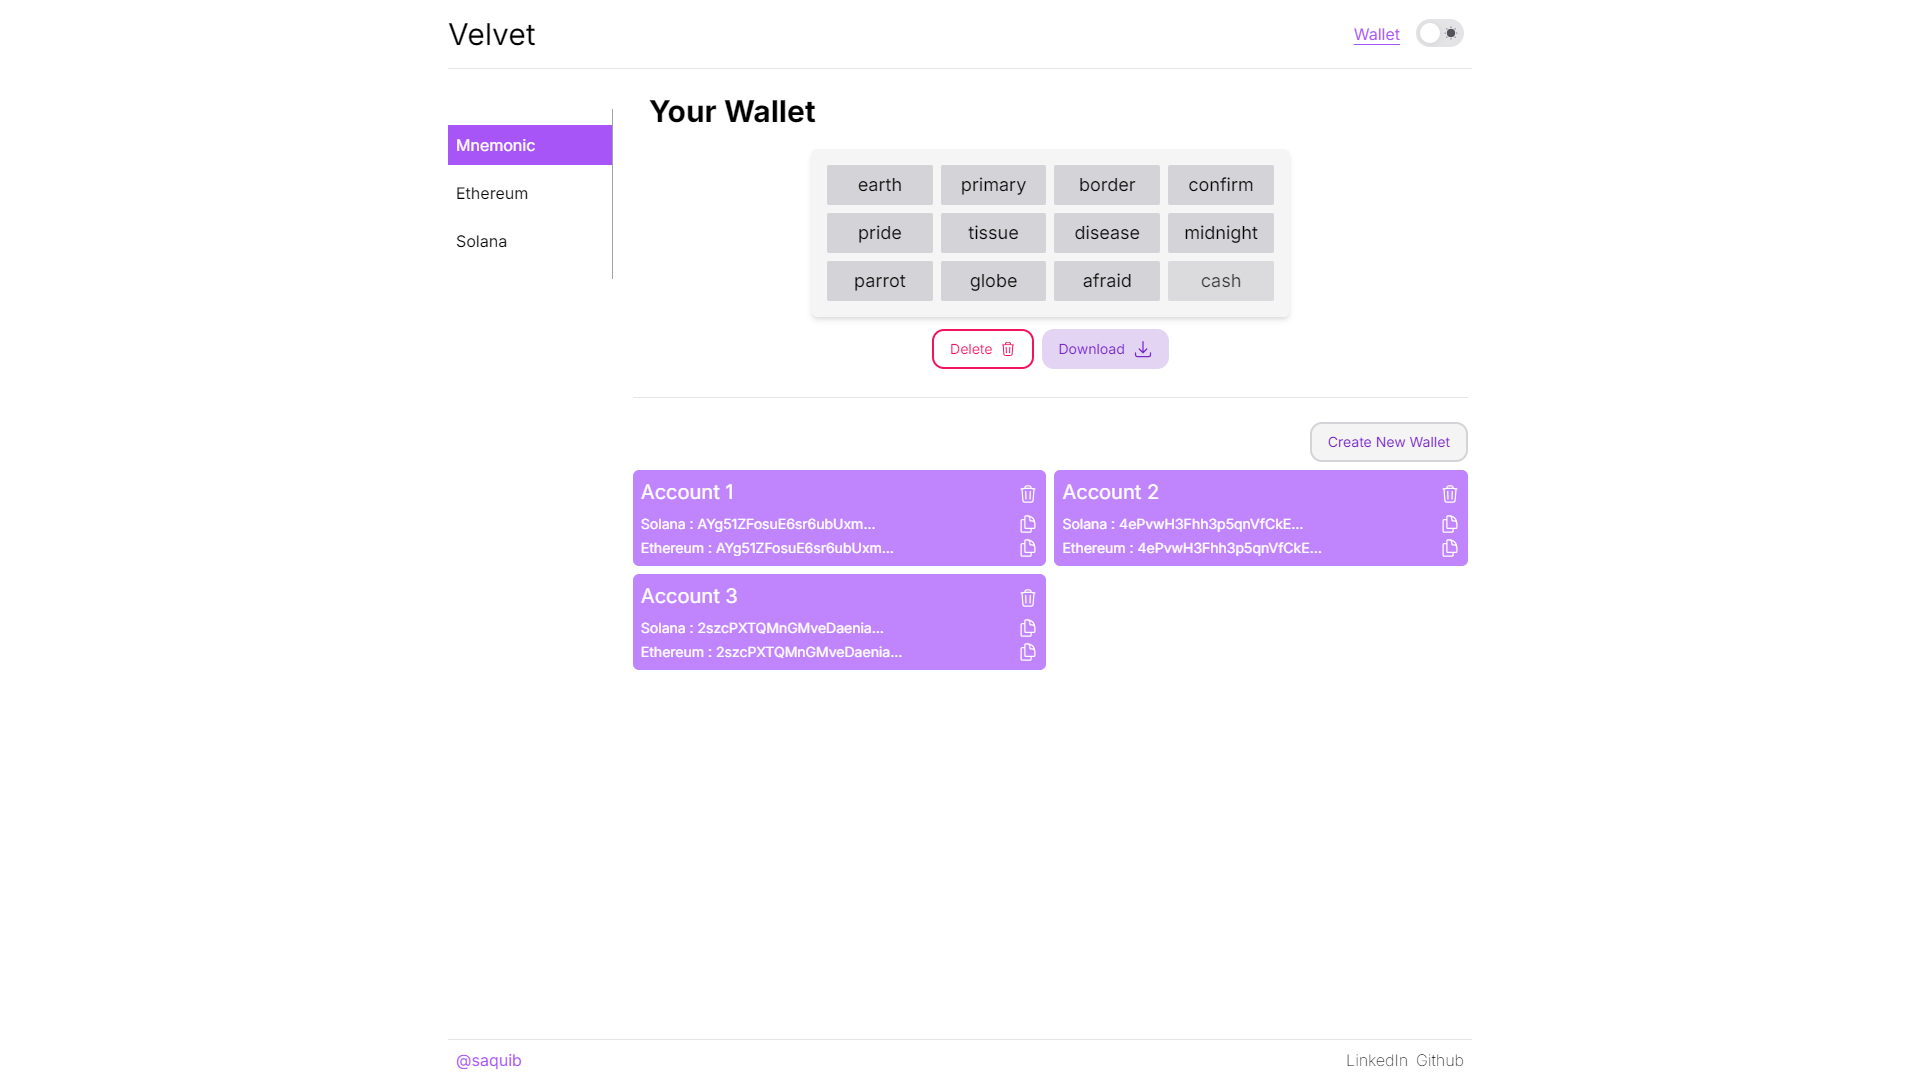 Velvet
Wallet
Mnemonic
Ethereum
Solana
Your Wallet
earth primary border confirm
pride tissue disease midnight
parrot globe afraid cash
Delete Download
Create New Wallet
Account 1
Solana : AYg51ZFosuE6sr6ubUxm...
Ethereum : AYg51ZFosuE6sr6ubUxm...
Account 2
Solana : 4ePvwH3Fhh3p5qnVfCkE...
Ethereum : 4ePvwH3Fhh3p5qnVfCkE...
Account 3
Solana : 2szcPXTQMnGMveDaenia...
Ethereum : 2szcPXTQMnGMveDaenia...
@saquib
LinkedIn Github